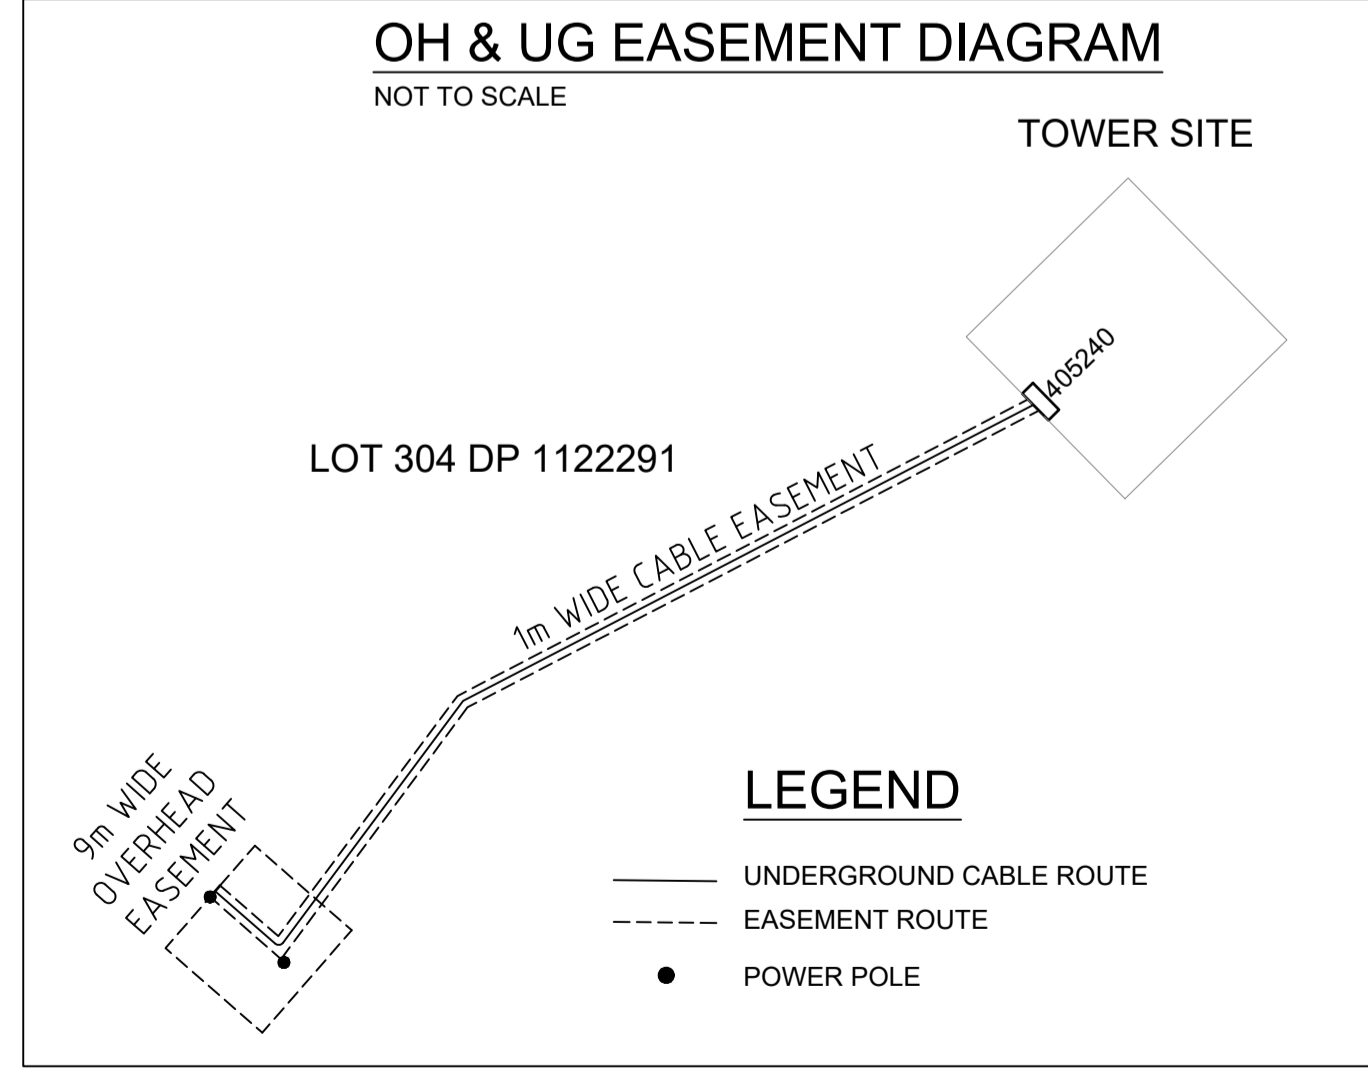 OH & UG EASEMENT DIAGRAM
NOT TO SCALE
TOWER SITE
405240
LOT 304 DP 1122291
1m WIDE CABLE EASEMENT
9m WIDE
OVERHEAD
EASEMENT
LEGEND
UNDERGROUND CABLE ROUTE
EASEMENT ROUTE
POWER POLE